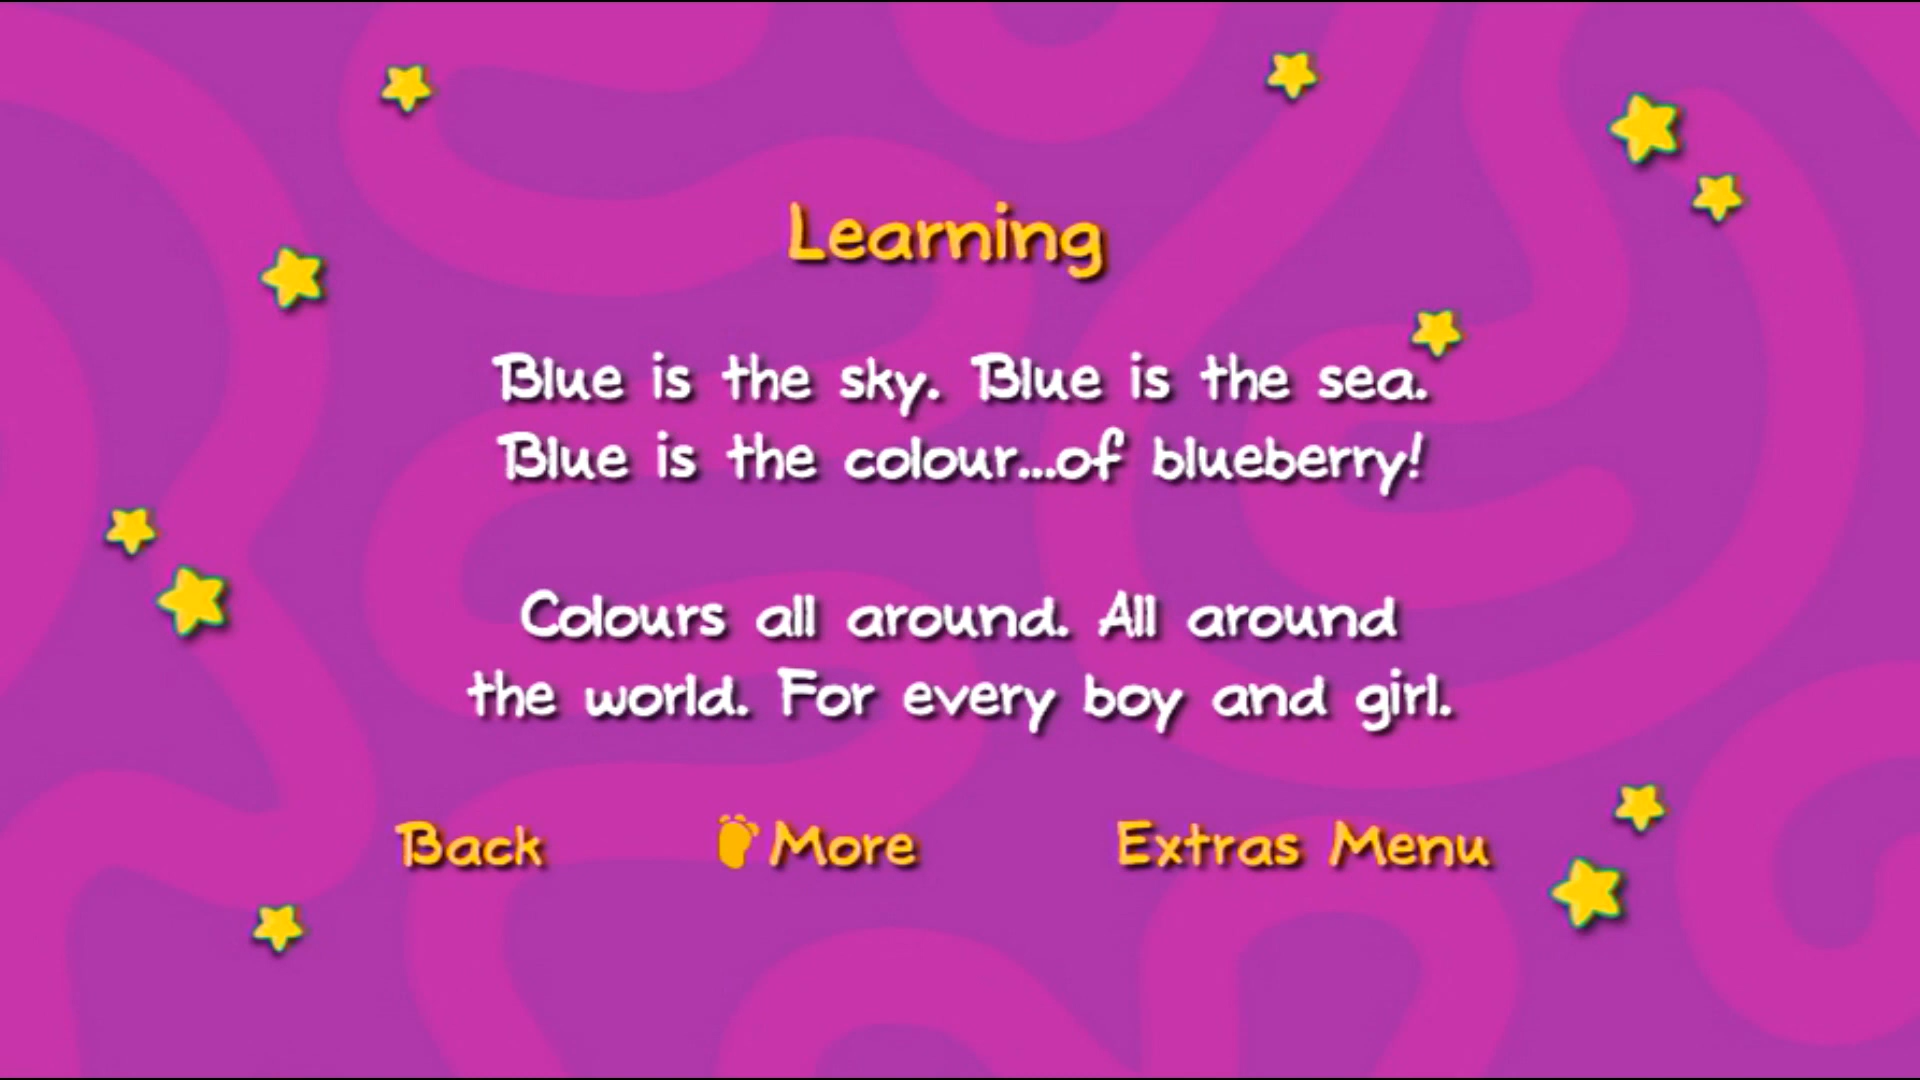 Learning
Blue is the sky. Blue is the sea.
Blue is the colour...of blueberry!
Colours all around. All around
the world. For every boy and girl.
Back More Extras Menu